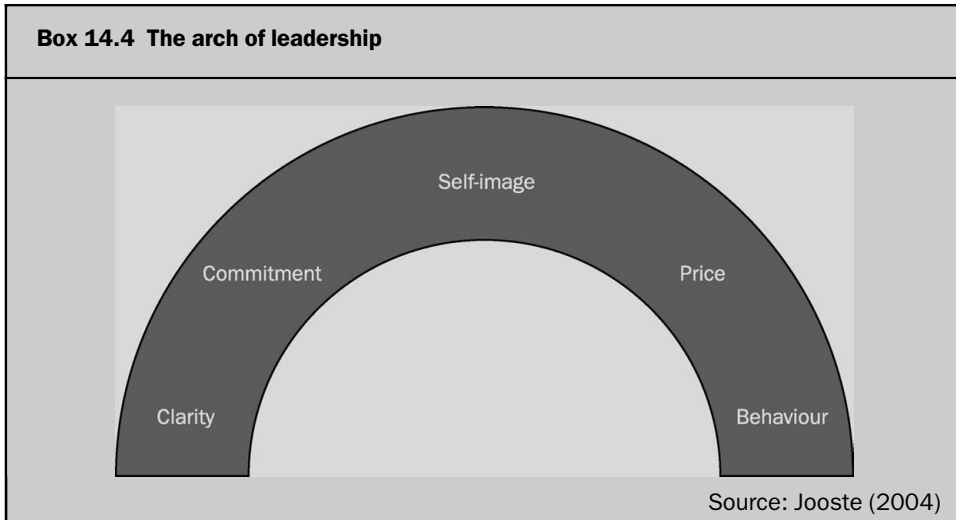 Box 14.4 The arch of leadership
Self-image
Commitment
Price
Clarity
Behaviour
Source: Jooste (2004)